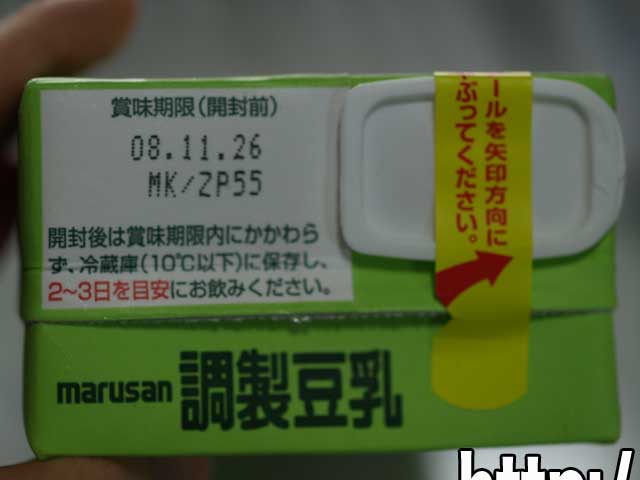 賞味期限(開封前)
08.11.26
MK/ZP55
開封後は賞味期限内にかかわら
ず、冷蔵庫(10℃以下)に保存し、
2~3日を目安にお飲みください。
ールを矢印方向に
ぶってください。
marusan 調製豆乳
http:/